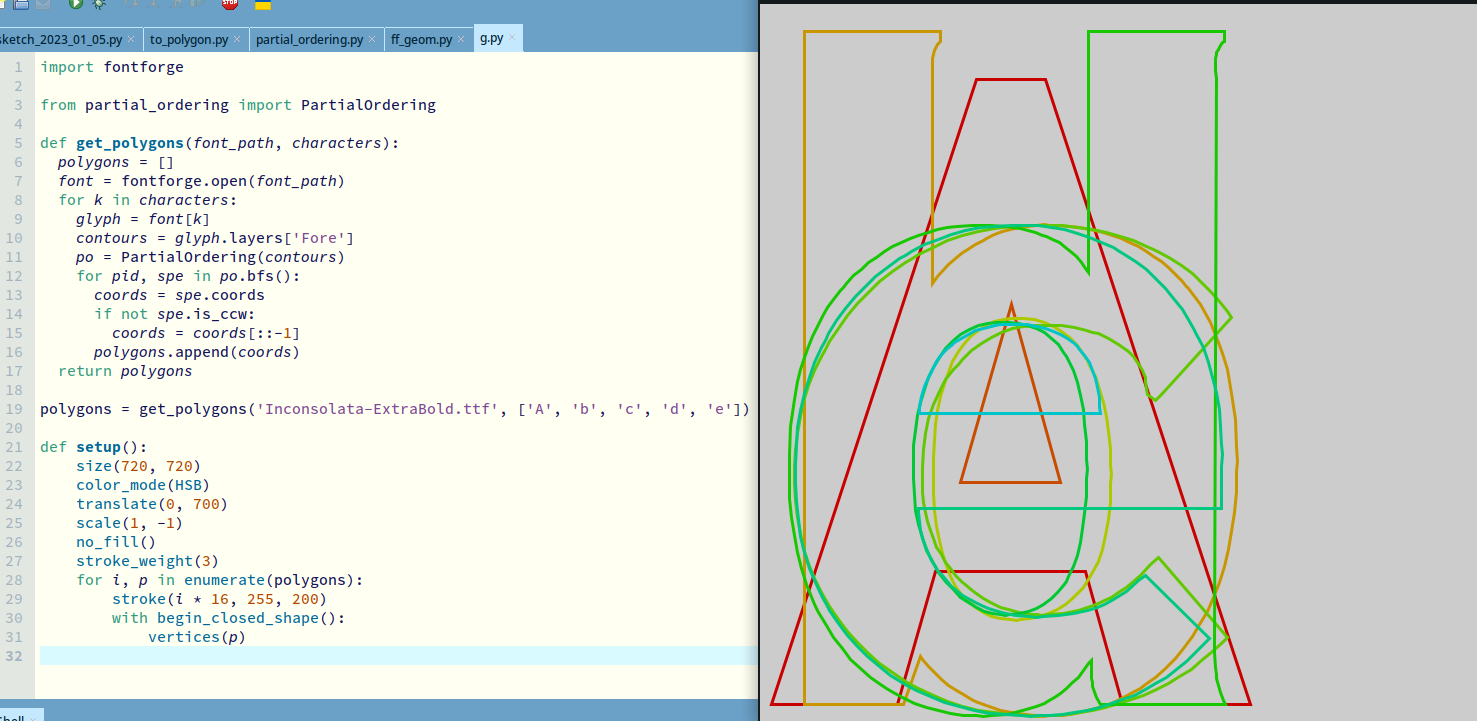 STOP
sketch_2023_01_05.py × to_polygon.py × partial_ordering.py × ff_geom.py × g.py ×
1 import fontforge
2
3 from partial_ordering import PartialOrdering
4
5 def get_polygons(font_path, characters):
6   polygons = []
7   font = fontforge.open(font_path)
8   for k in characters:
9     glyph = font[k]
10     contours = glyph.layers['Fore']
11     po = PartialOrdering(contours)
12     for pid, spe in po.bfs():
13       coords = spe.coords
14       if not spe.is_ccw:
15         coords = coords[::-1]
16       polygons.append(coords)
17   return polygons
18
19 polygons = get_polygons('Inconsolata-ExtraBold.ttf', ['A', 'b', 'c', 'd', 'e'])
20
21 def setup():
22     size(720, 720)
23     color_mode(HSB)
24     translate(0, 700)
25     scale(1, -1)
26     no_fill()
27     stroke_weight(3)
28     for i, p in enumerate(polygons):
29         stroke(i * 16, 255, 200)
30         with begin_closed_shape():
31             vertices(p)
32
Shell ×